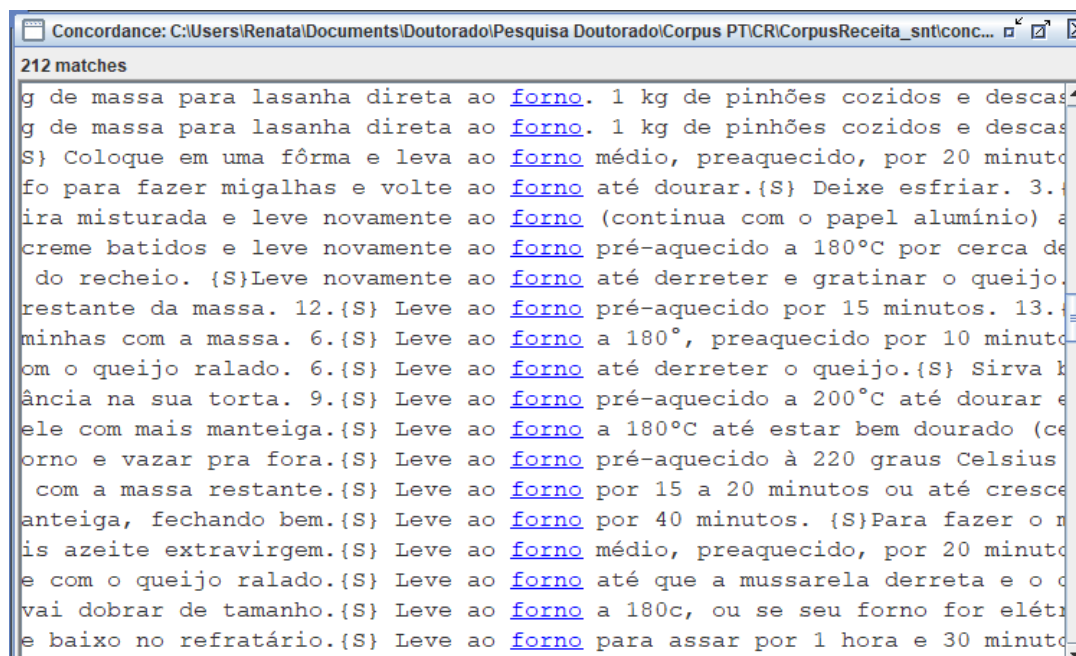 Concordance: C:\Users\Renata\Documents\Doutorado\Pesquisa Doutorado\Corpus PT\CR\CorpusReceita_snt\conc...
212 matches
g de massa para lasanha direta ao forno. 1 kg de pinhões cozidos e descas
g de massa para lasanha direta ao forno. 1 kg de pinhões cozidos e descas
S} Coloque em uma fôrma e leva ao forno médio, preaquecido, por 20 minuto
fo para fazer migalhas e volte ao forno até dourar.{S} Deixe esfriar. 3.{
ira misturada e leve novamente ao forno (continua com o papel alumínio) a
creme batidos e leve novamente ao forno pré-aquecido a 180°C por cerca de
do recheio. {S}Leve novamente ao forno até derreter e gratinar o queijo.
restante da massa. 12.{S} Leve ao forno pré-aquecido por 15 minutos. 13.{
minhas com a massa. 6.{S} Leve ao forno a 180°, preaquecido por 10 minuto
om o queijo ralado. 6.{S} Leve ao forno até derreter o queijo.{S} Sirva b
ância na sua torta. 9.{S} Leve ao forno pré-aquecido a 200°C até dourar e
ele com mais manteiga.{S} Leve ao forno a 180ºC até estar bem dourado (ce
orno e vazar pra fora.{S} Leve ao forno pré-aquecido à 220 graus Celsius
com a massa restante.{S} Leve ao forno por 15 a 20 minutos ou até cresce
anteiga, fechando bem.{S} Leve ao forno por 40 minutos. {S}Para fazer o m
is azeite extravirgem.{S} Leve ao forno médio, preaquecido, por 20 minuto
e com o queijo ralado.{S} Leve ao forno até que a mussarela derreta e o o
vai dobrar de tamanho.{S} Leve ao forno a 180c, ou se seu forno for elétr
e baixo no refratário.{S} Leve ao forno para assar por 1 hora e 30 minuto